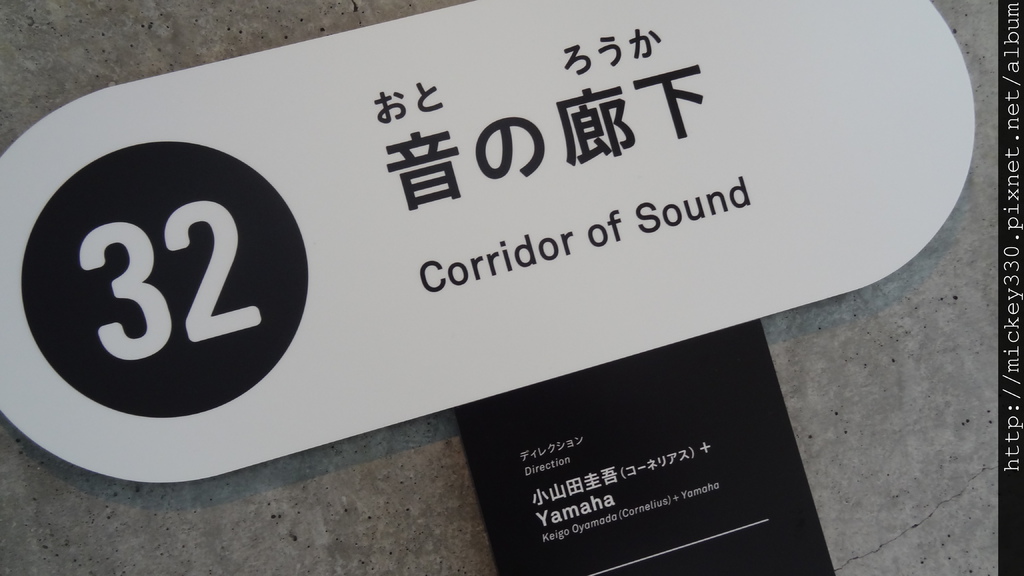 32
おと ろうか
音の廊下
Corridor of Sound
ディレクション
Direction
小山田圭吾(コーネリアス) +
Yamaha
Keigo Oyamada(Cornelius) + Yamaha
http://mickey330.pixnet.net/album